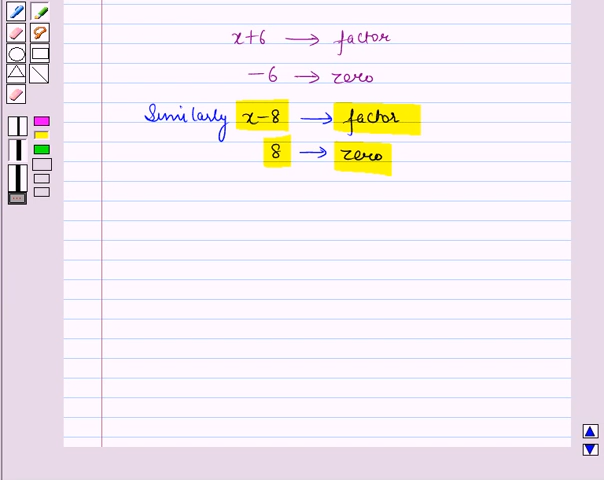 x+6 → factor
-6 → zero
Similarly x-8 → factor
8 → zero